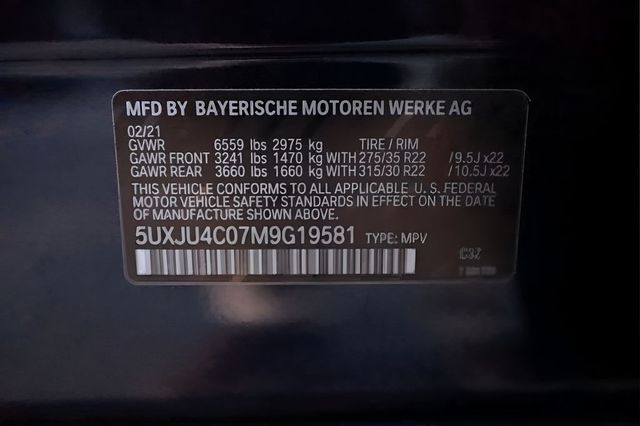 MFD BY BAYERISCHE MOTOREN WERKE AG
02/21
GVWR 6559 lbs 2975 kg TIRE / RIM
GAWR FRONT 3241 lbs 1470 kg WITH 275/35 R22 / 9.5J x22
GAWR REAR 3660 lbs 1660 kg WITH 315/30 R22 / 10.5J x22
THIS VEHICLE CONFORMS TO ALL APPLICABLE U.S. FEDERAL
MOTOR VEHICLE SAFETY STANDARDS IN EFFECT ON THE DATE
OF MANUFACTURE SHOWN ABOVE.
5UXJU4C07M9G19581 TYPE: MPV